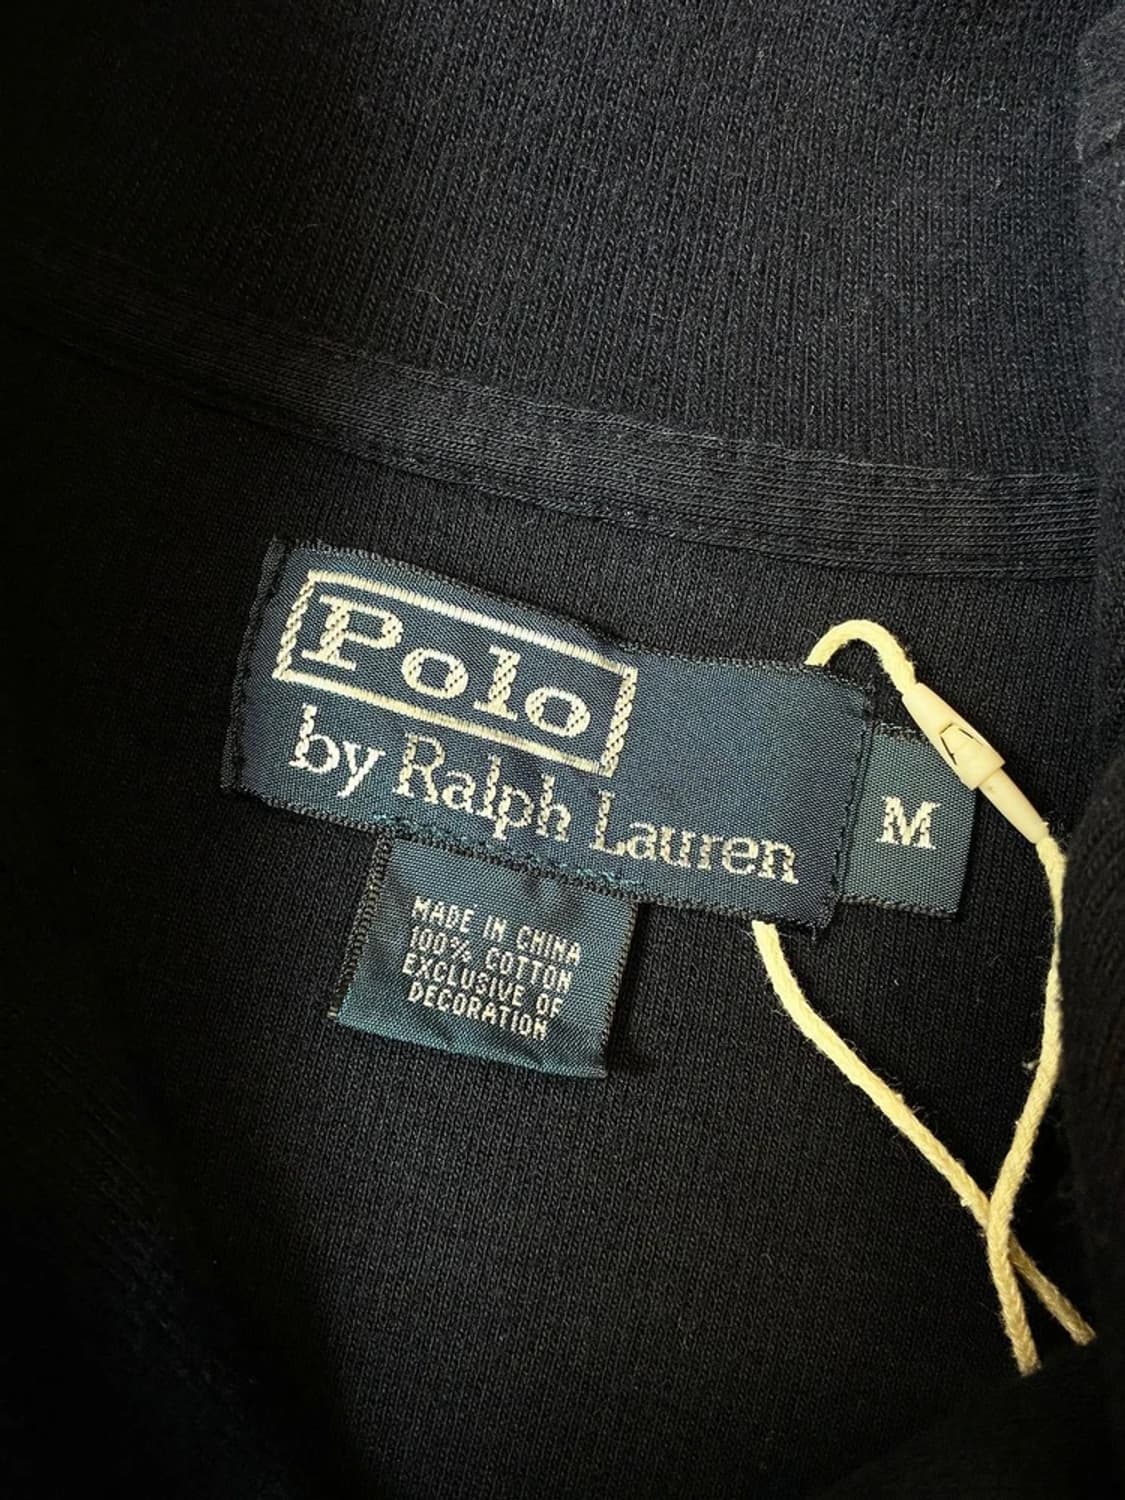 Polo
by Ralph Lauren
M
MADE IN CHINA
100% COTTON
EXCLUSIVE OF
DECORATION